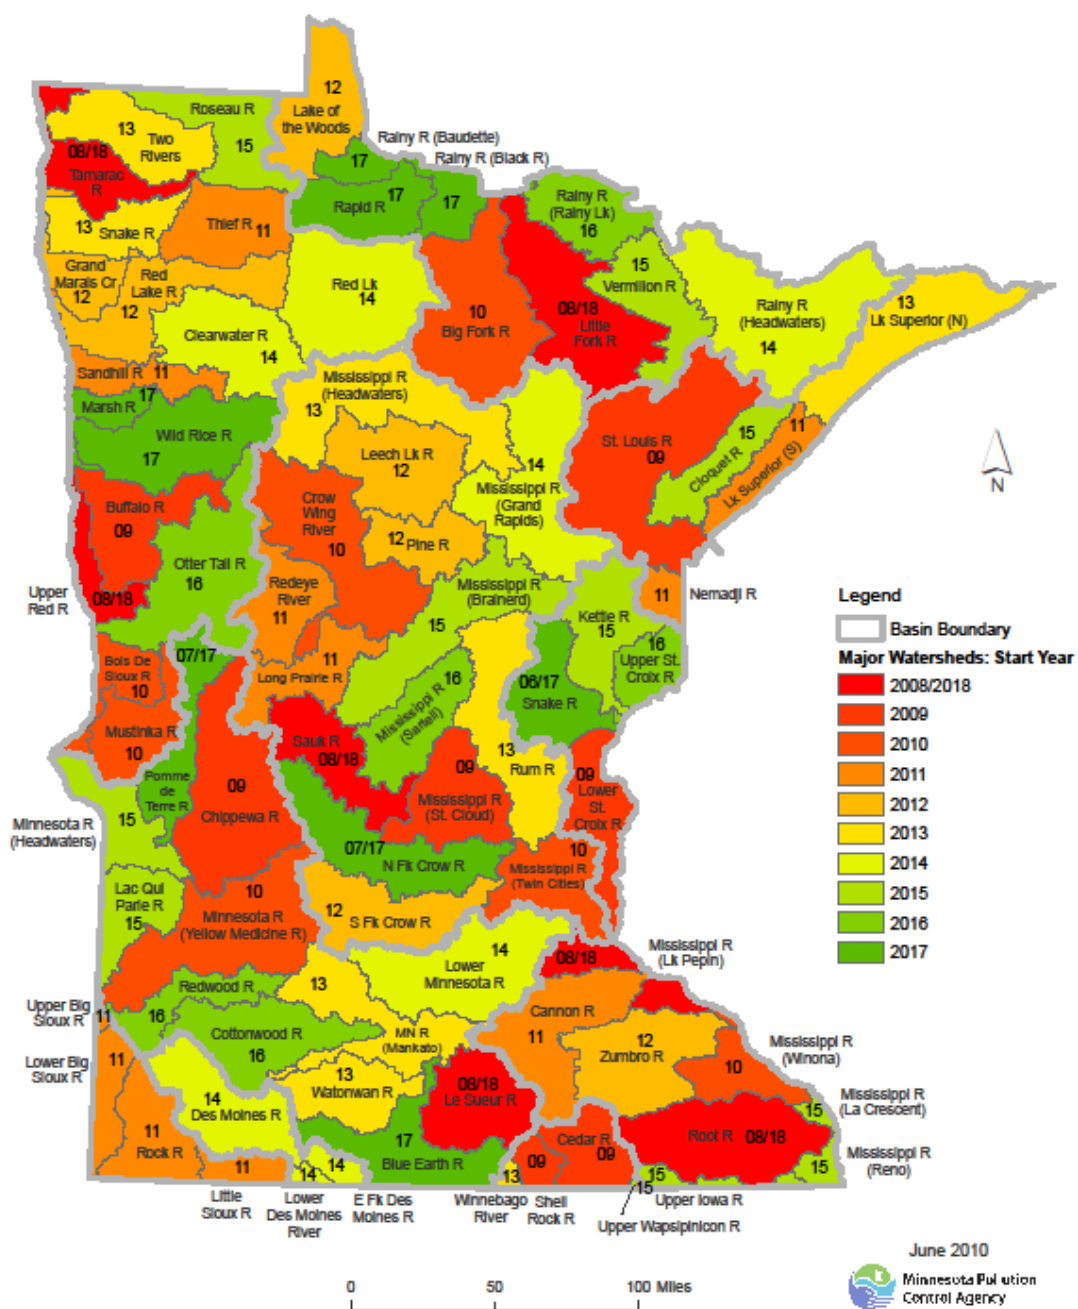 12
Lake of
the Woods
Roseau R
15
13
Two
Rivers
08/18
Tamarac
R
Rainy R (Baudette)
17
Rainy R (Black R)
Rapid R
17
17
Rainy R
(Rainy Lk)
16
13
Snake R
Thief R
11
15
Vermilion R
Grand
Marais Cr
12
Red
Lake R
12
Red Lk
14
10
Big Fork R
08/18
Little
Fork R
Rainy R
(Headwaters)
14
13
Lk Superior (N)
Clearwater R
14
Sandhill R
11
Mississippi R
(Headwaters)
13
Marsh R
17
Wild Rice R
17
Leech Lk R
12
14
Mississippi R
(Grand
Rapids)
St. Louis R
09
15
Cloquet R
11
Lk Superior (S)
N
Buffalo R
09
Crow
Wing
River
10
12
Pine R
Otter Tail R
16
Upper
Red R
08/18
Redeye
River
11
Mississippi R
(Brainerd)
15
Kettle R
15
11
Nemadji R
16
Upper St.
Croix R
07/17
Bois De
Sioux R
10
11
Long Prairie R
Mississippi R
(Sartell)
16
06/17
Snake R
Mustinka R
10
Sauk R
08/18
13
Rum R
Pomme
de
Terre R
09
Chippewa R
09
Mississippi R
(St. Cloud)
09
Lower
St.
Croix R
Minnesota R
(Headwaters)
15
07/17
N Fk Crow R
10
Mississippi R
(Twin Cities)
Lac Qui
Parle R
15
10
Minnesota R
(Yellow Medicine R)
12
S Fk Crow R
14
Lower
Minnesota R
08/18
Mississippi R
(Lk Pepin)
Redwood R
13
Upper Big
Sioux R
11
16
Cottonwood R
16
MN R
(Mankato)
Cannon R
11
12
Zumbro R
10
Mississippi R
(Winona)
Lower Big
Sioux R
11
13
Watonwan R
08/18
Le Sueur R
14
Des Moines R
15
Mississippi R
(La Crescent)
11
Rock R
17
Blue Earth R
Cedar R
09
09
Root R
08/18
15
Mississippi R
(Reno)
11
14
14
13
15
15
Little
Sioux R
Lower
Des Moines
River
E Fk Des
Moines R
Winnebago
River
Shell
Rock R
Upper Iowa R
Upper Wapsipinicon R
Legend
Basin Boundary
Major Watersheds: Start Year
2008/2018
2009
2010
2011
2012
2013
2014
2015
2016
2017
June 2010
Minnesota Pollution
Control Agency
0 50 100 Miles